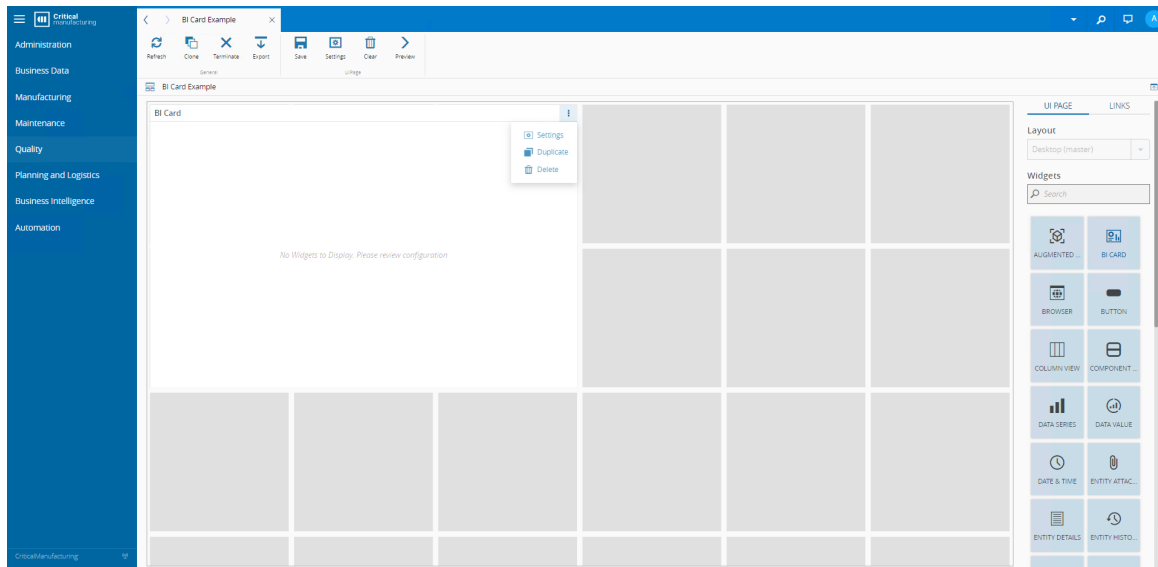 Critical
manufacturing
BI Card Example
A
Administration
Business Data
Manufacturing
Maintenance
Quality
Planning and Logistics
Business Intelligence
Automation
CriticalManufacturing
Refresh Clone Terminate Export Save Settings Clear Preview
General UIPage
BI Card Example
BI Card
Settings
Duplicate
Delete
No Widgets to Display. Please review configuration
UI PAGE LINKS
Layout
Desktop (master)
Widgets
Search
AUGMENTED ... BI CARD
BROWSER BUTTON
COLUMN VIEW COMPONENT ...
DATA SERIES DATA VALUE
DATE & TIME ENTITY ATTAC...
ENTITY DETAILS ENTITY HISTO...